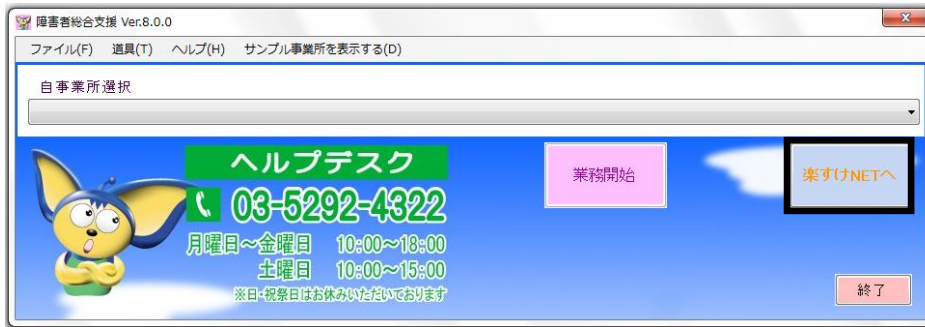 障害者総合支援 Ver.8.0.0
ファイル(F) 道具(T) ヘルプ(H) サンプル事業所を表示する(D)
自事業所選択
ヘルプデスク
03-5292-4322
月曜日～金曜日 10:00～18:00
土曜日 10:00～15:00
※日・祝祭日はお休みいただいております
業務開始
楽すけNETへ
終了